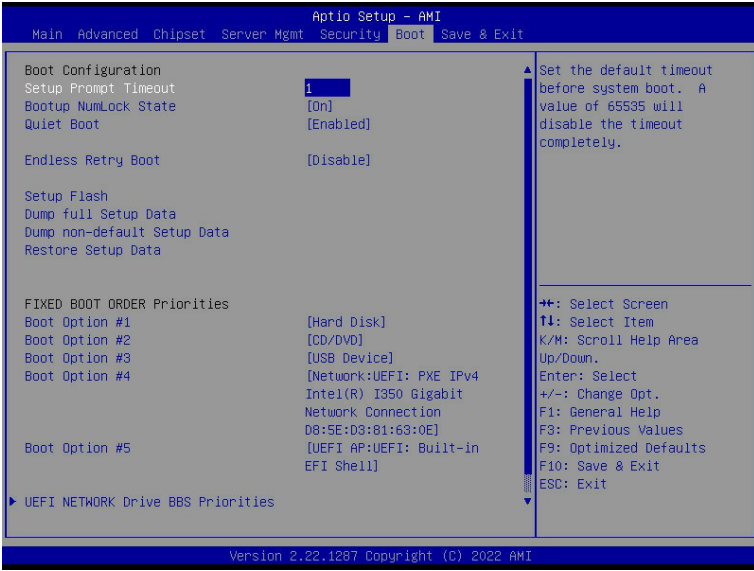 Aptio Setup – AMI
Main Advanced Chipset Server Mgmt Security Boot Save & Exit
Boot Configuration
Setup Prompt Timeout 1
Bootup NumLock State [On]
Quiet Boot [Enabled]
Endless Retry Boot [Disable]
Setup Flash
Dump full Setup Data
Dump non-default Setup Data
Restore Setup Data
FIXED BOOT ORDER Priorities
Boot Option #1 [Hard Disk]
Boot Option #2 [CD/DVD]
Boot Option #3 [USB Device]
Boot Option #4 [Network:UEFI: PXE IPv4
Intel(R) I350 Gigabit
Network Connection
D8:5E:D3:81:63:0E]
Boot Option #5 [UEFI AP:UEFI: Built-in
EFI Shell]
UEFI NETWORK Drive BBS Priorities
Set the default timeout
before system boot. A
value of 65535 will
disable the timeout
completely.
→←: Select Screen
↑↓: Select Item
K/M: Scroll Help Area
Up/Down.
Enter: Select
+/-: Change Opt.
F1: General Help
F3: Previous Values
F9: Optimized Defaults
F10: Save & Exit
ESC: Exit
Version 2.22.1287 Copyright (C) 2022 AMI